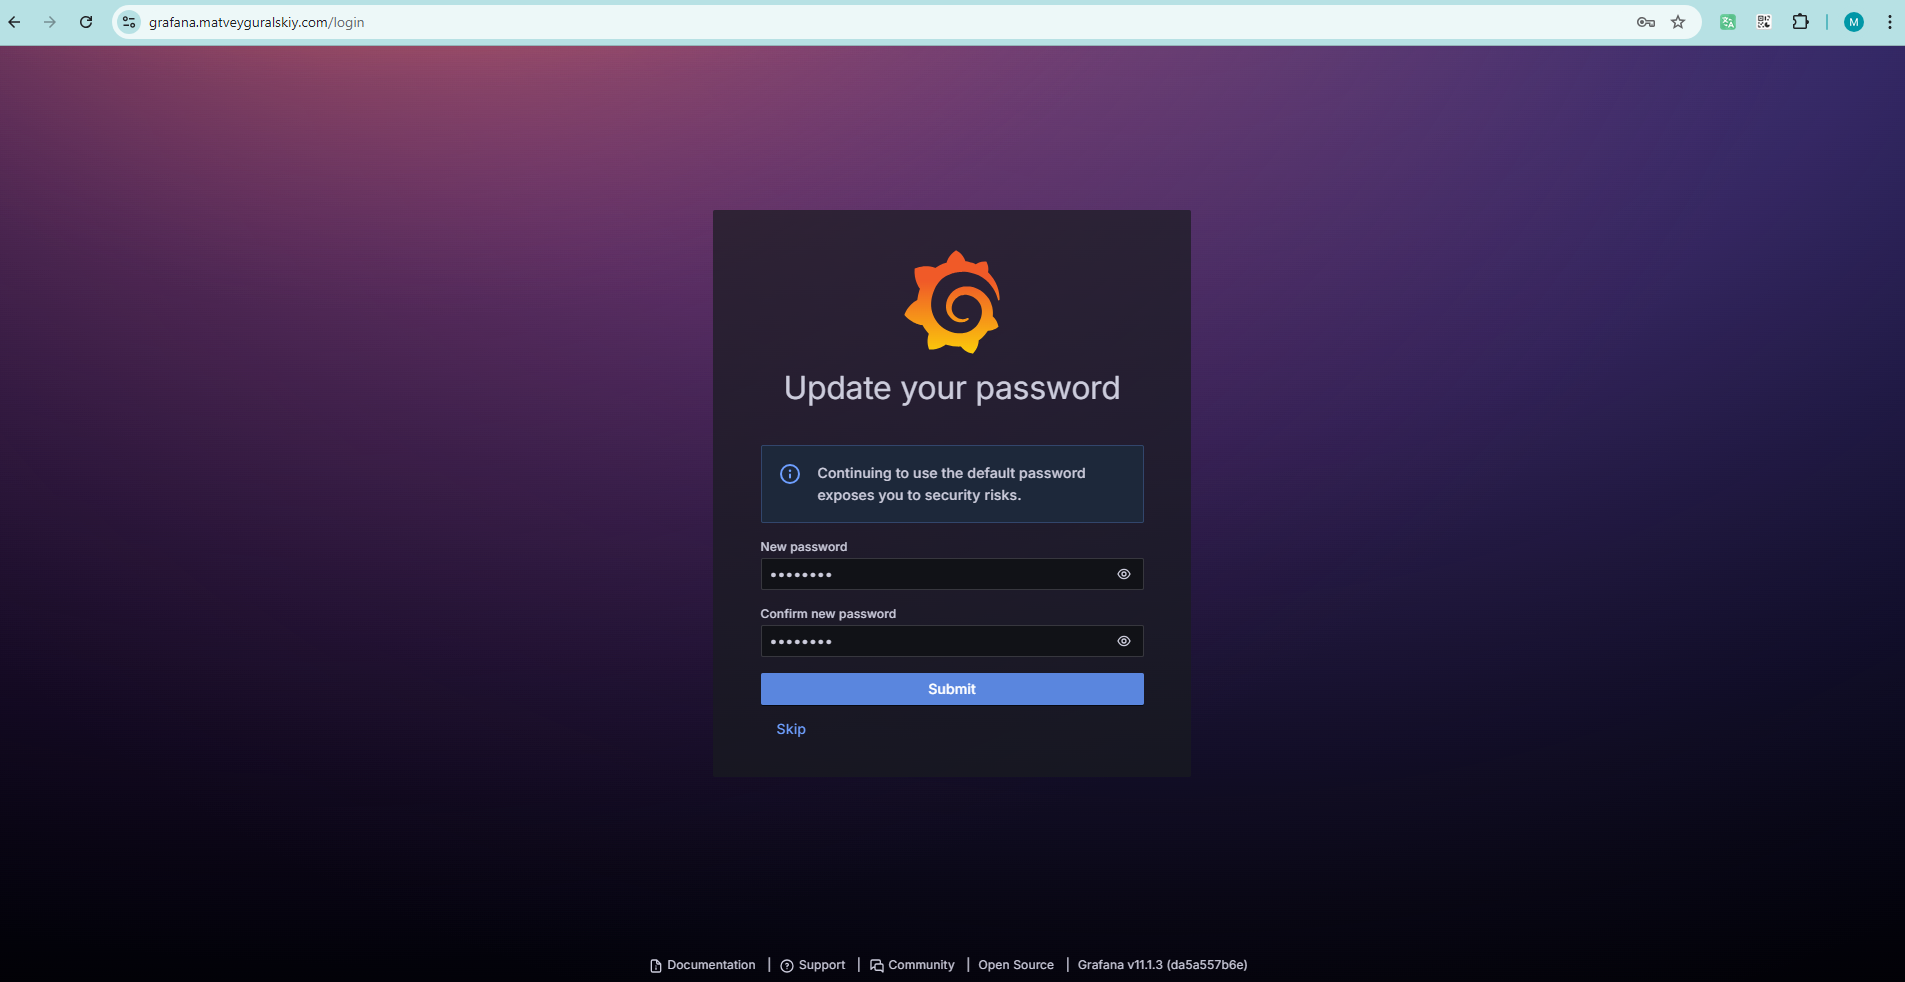 grafana.matveyguralskiy.com/login
M
Update your password
Continuing to use the default password
exposes you to security risks.
New password
••••••••
Confirm new password
••••••••
Submit
Skip
Documentation | Support | Community | Open Source | Grafana v11.1.3 (da5a557b6e)